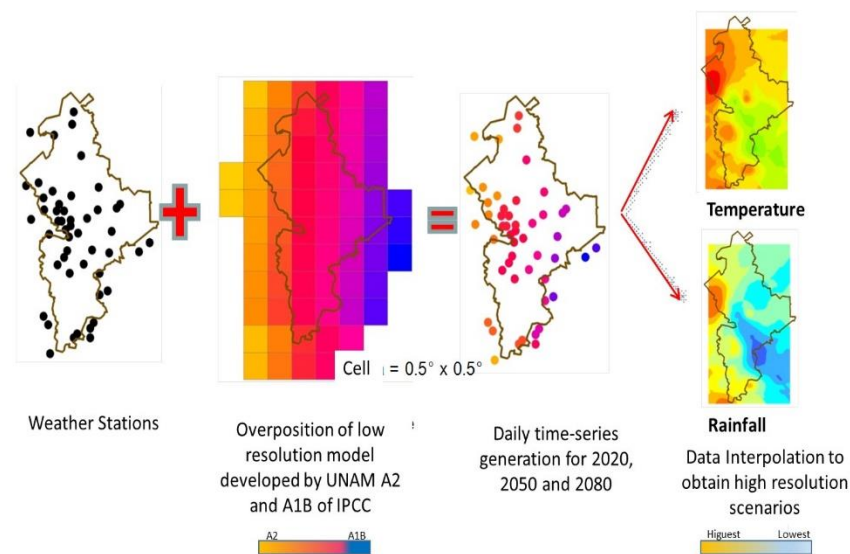 Temperature
Cell = 0.5° x 0.5°
Weather Stations
Overposition of low
resolution model
developed by UNAM A2
and A1B of IPCC
Daily time-series
generation for 2020,
2050 and 2080
Rainfall
Data Interpolation to
obtain high resolution
scenarios
A2 A1B
Higuest Lowest